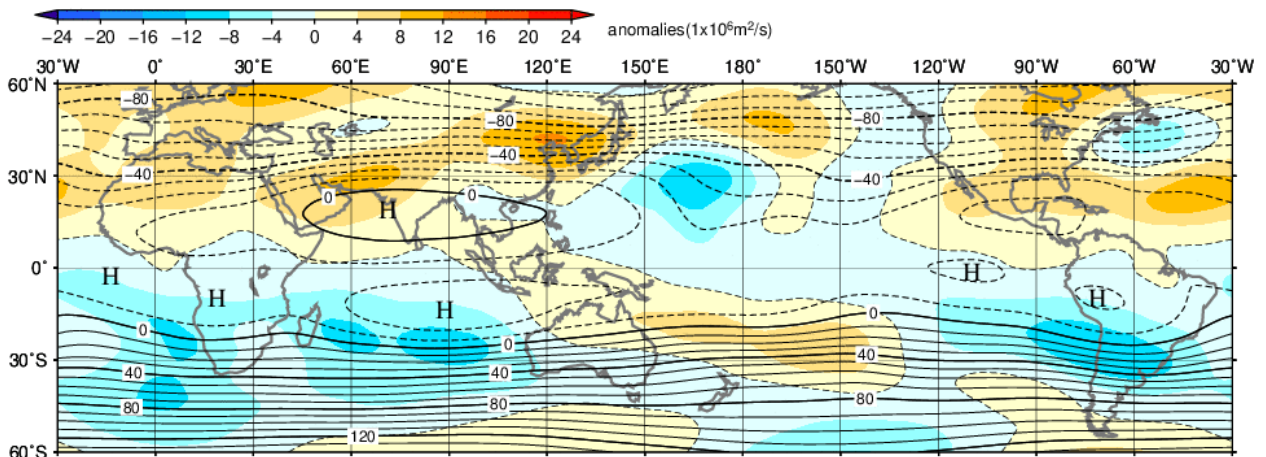 −24 −20 −16 −12 −8 −4 0 4 8 12 16 20 24 anomalies(1x10⁶m²/s)
30°W 0° 30°E 60°E 90°E 120°E 150°E 180° 150°W 120°W 90°W 60°W 30°W
60°N
−80 −80 −80
−40 −40 −40
30°N
0 0
H
0°
H H H H H
0 0 0
30°S
40 40 40
80 80 80
120
60°S